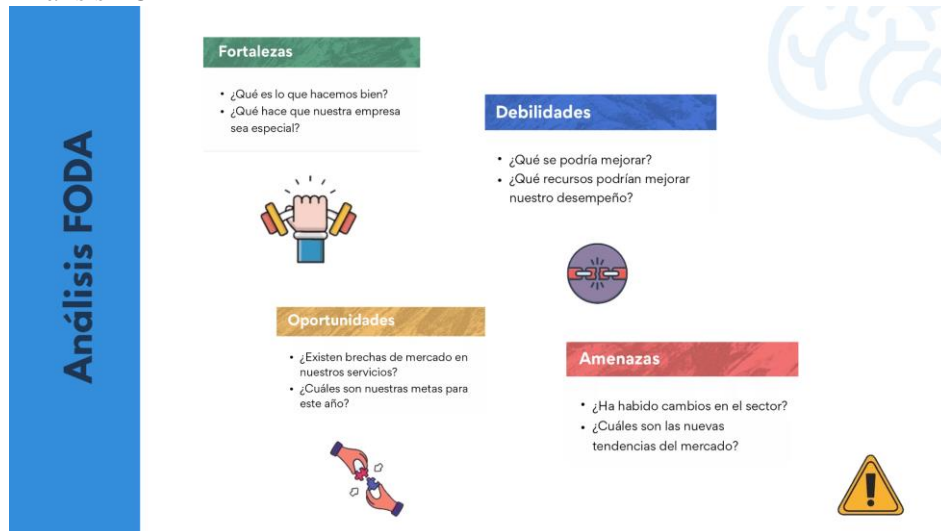 Análisis FODA
Fortalezas
• ¿Qué es lo que hacemos bien?
• ¿Qué hace que nuestra empresa
sea especial?
Debilidades
• ¿Qué se podría mejorar?
• ¿Qué recursos podrían mejorar
nuestro desempeño?
Oportunidades
• ¿Existen brechas de mercado en
nuestros servicios?
• ¿Cuáles son nuestras metas para
este año?
Amenazas
• ¿Ha habido cambios en el sector?
• ¿Cuáles son las nuevas
tendencias del mercado?